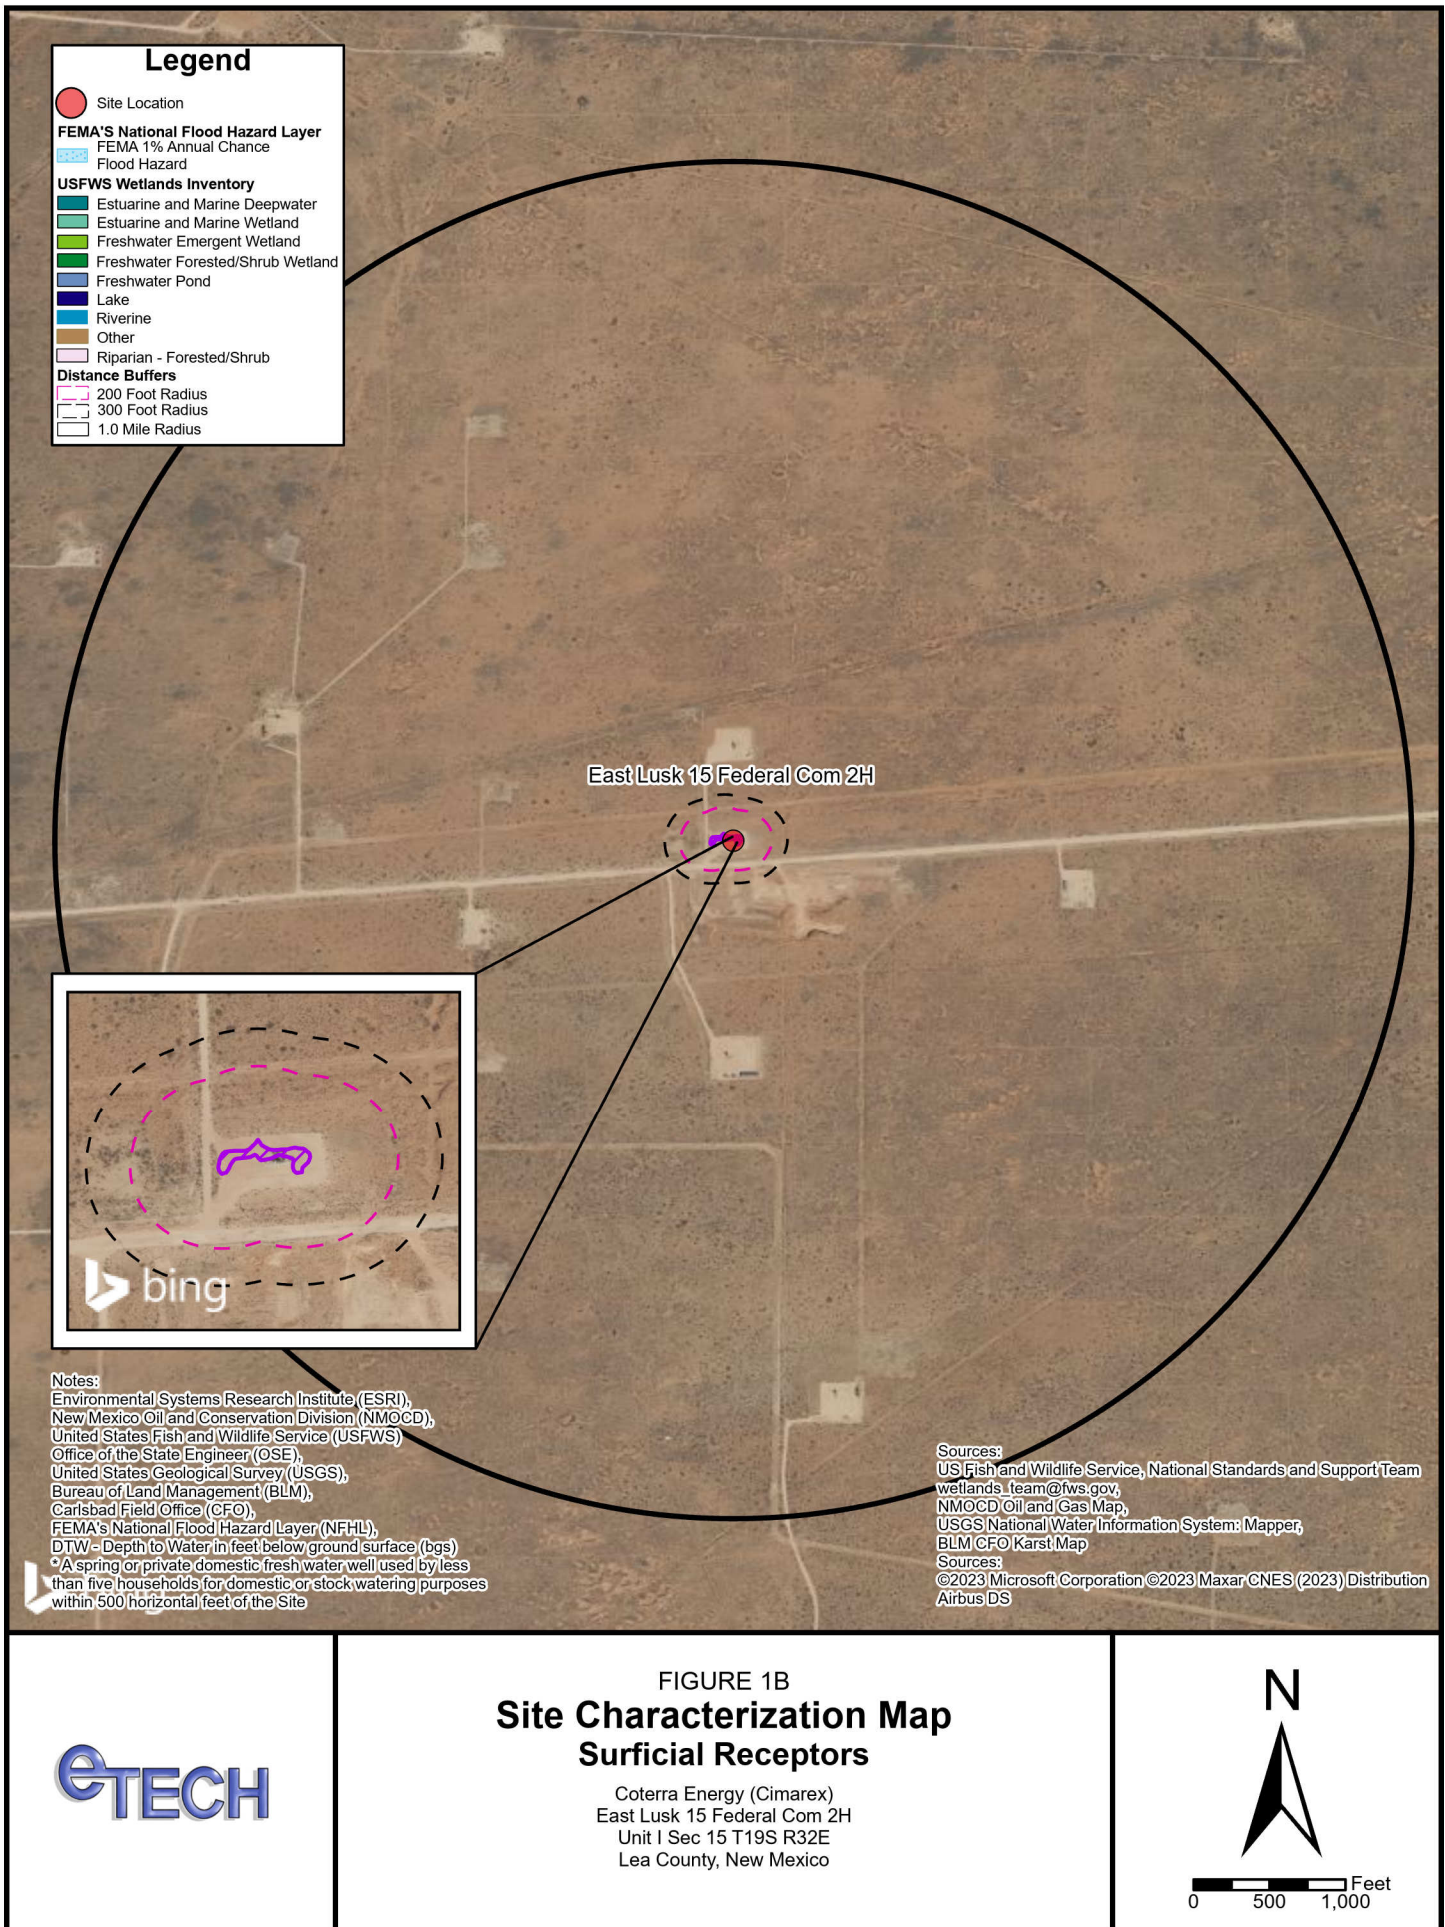 Legend
Site Location
FEMA'S National Flood Hazard Layer
FEMA 1% Annual Chance
Flood Hazard
USFWS Wetlands Inventory
Estuarine and Marine Deepwater
Estuarine and Marine Wetland
Freshwater Emergent Wetland
Freshwater Forested/Shrub Wetland
Freshwater Pond
Lake
Riverine
Other
Riparian - Forested/Shrub
Distance Buffers
200 Foot Radius
300 Foot Radius
1.0 Mile Radius
East Lusk 15 Federal Com 2H
bing
Notes:
Environmental Systems Research Institute (ESRI),
New Mexico Oil and Conservation Division (NMOCD),
United States Fish and Wildlife Service (USFWS)
Office of the State Engineer (OSE),
United States Geological Survey (USGS),
Bureau of Land Management (BLM),
Carlsbad Field Office (CFO),
FEMA's National Flood Hazard Layer (NFHL),
DTW - Depth to Water in feet below ground surface (bgs)
* A spring or private domestic fresh water well used by less
than five households for domestic or stock watering purposes
within 500 horizontal feet of the Site
Sources:
US Fish and Wildlife Service, National Standards and Support Team
wetlands_team@fws.gov,
NMOCD Oil and Gas Map,
USGS National Water Information System: Mapper,
BLM CFO Karst Map
Sources:
©2023 Microsoft Corporation ©2023 Maxar CNES (2023) Distribution
Airbus DS
eTECH
FIGURE 1B
Site Characterization Map
Surficial Receptors
Coterra Energy (Cimarex)
East Lusk 15 Federal Com 2H
Unit I Sec 15 T19S R32E
Lea County, New Mexico
N
Feet
0 500 1,000